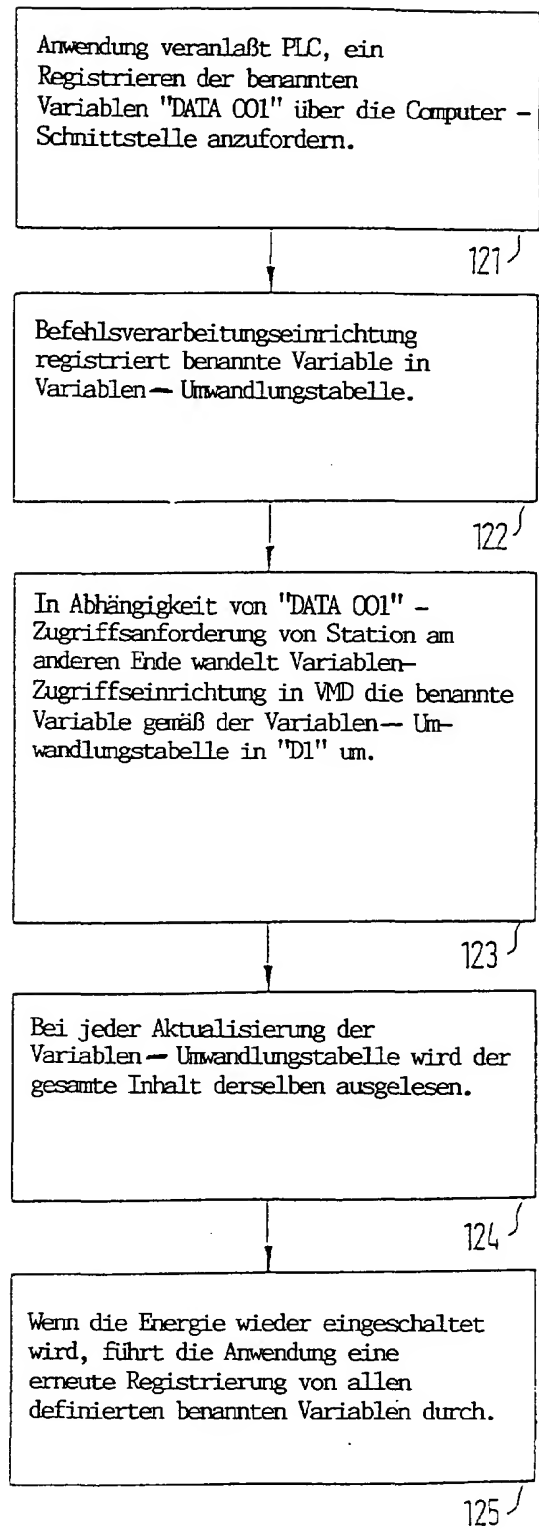 Anwendung veranlaßt PLC, ein
Registrieren der benannten
Variablen "DATA 001" über die Computer -
Schnittstelle anzufordern.
121
Befehlsverarbeitungseinrichtung
registriert benannte Variable in
Variablen— Umwandlungstabelle.
122
In Abhängigkeit von "DATA 001" -
Zugriffsanforderung von Station am
anderen Ende wandelt Variablen-
Zugriffseinrichtung in VMD die benannte
Variable gemäß der Variablen— Um-
wandlungstabelle in "D1" um.
123
Bei jeder Aktualisierung der
Variablen— Umwandlungstabelle wird der
gesamte Inhalt derselben ausgelesen.
124
Wenn die Energie wieder eingeschaltet
wird, führt die Anwendung eine
erneute Registrierung von allen
definierten benannten Variablen durch.
125